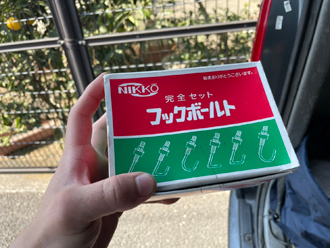 毎度ありがとうございます。
NIKKO
完全セット
フックボールト